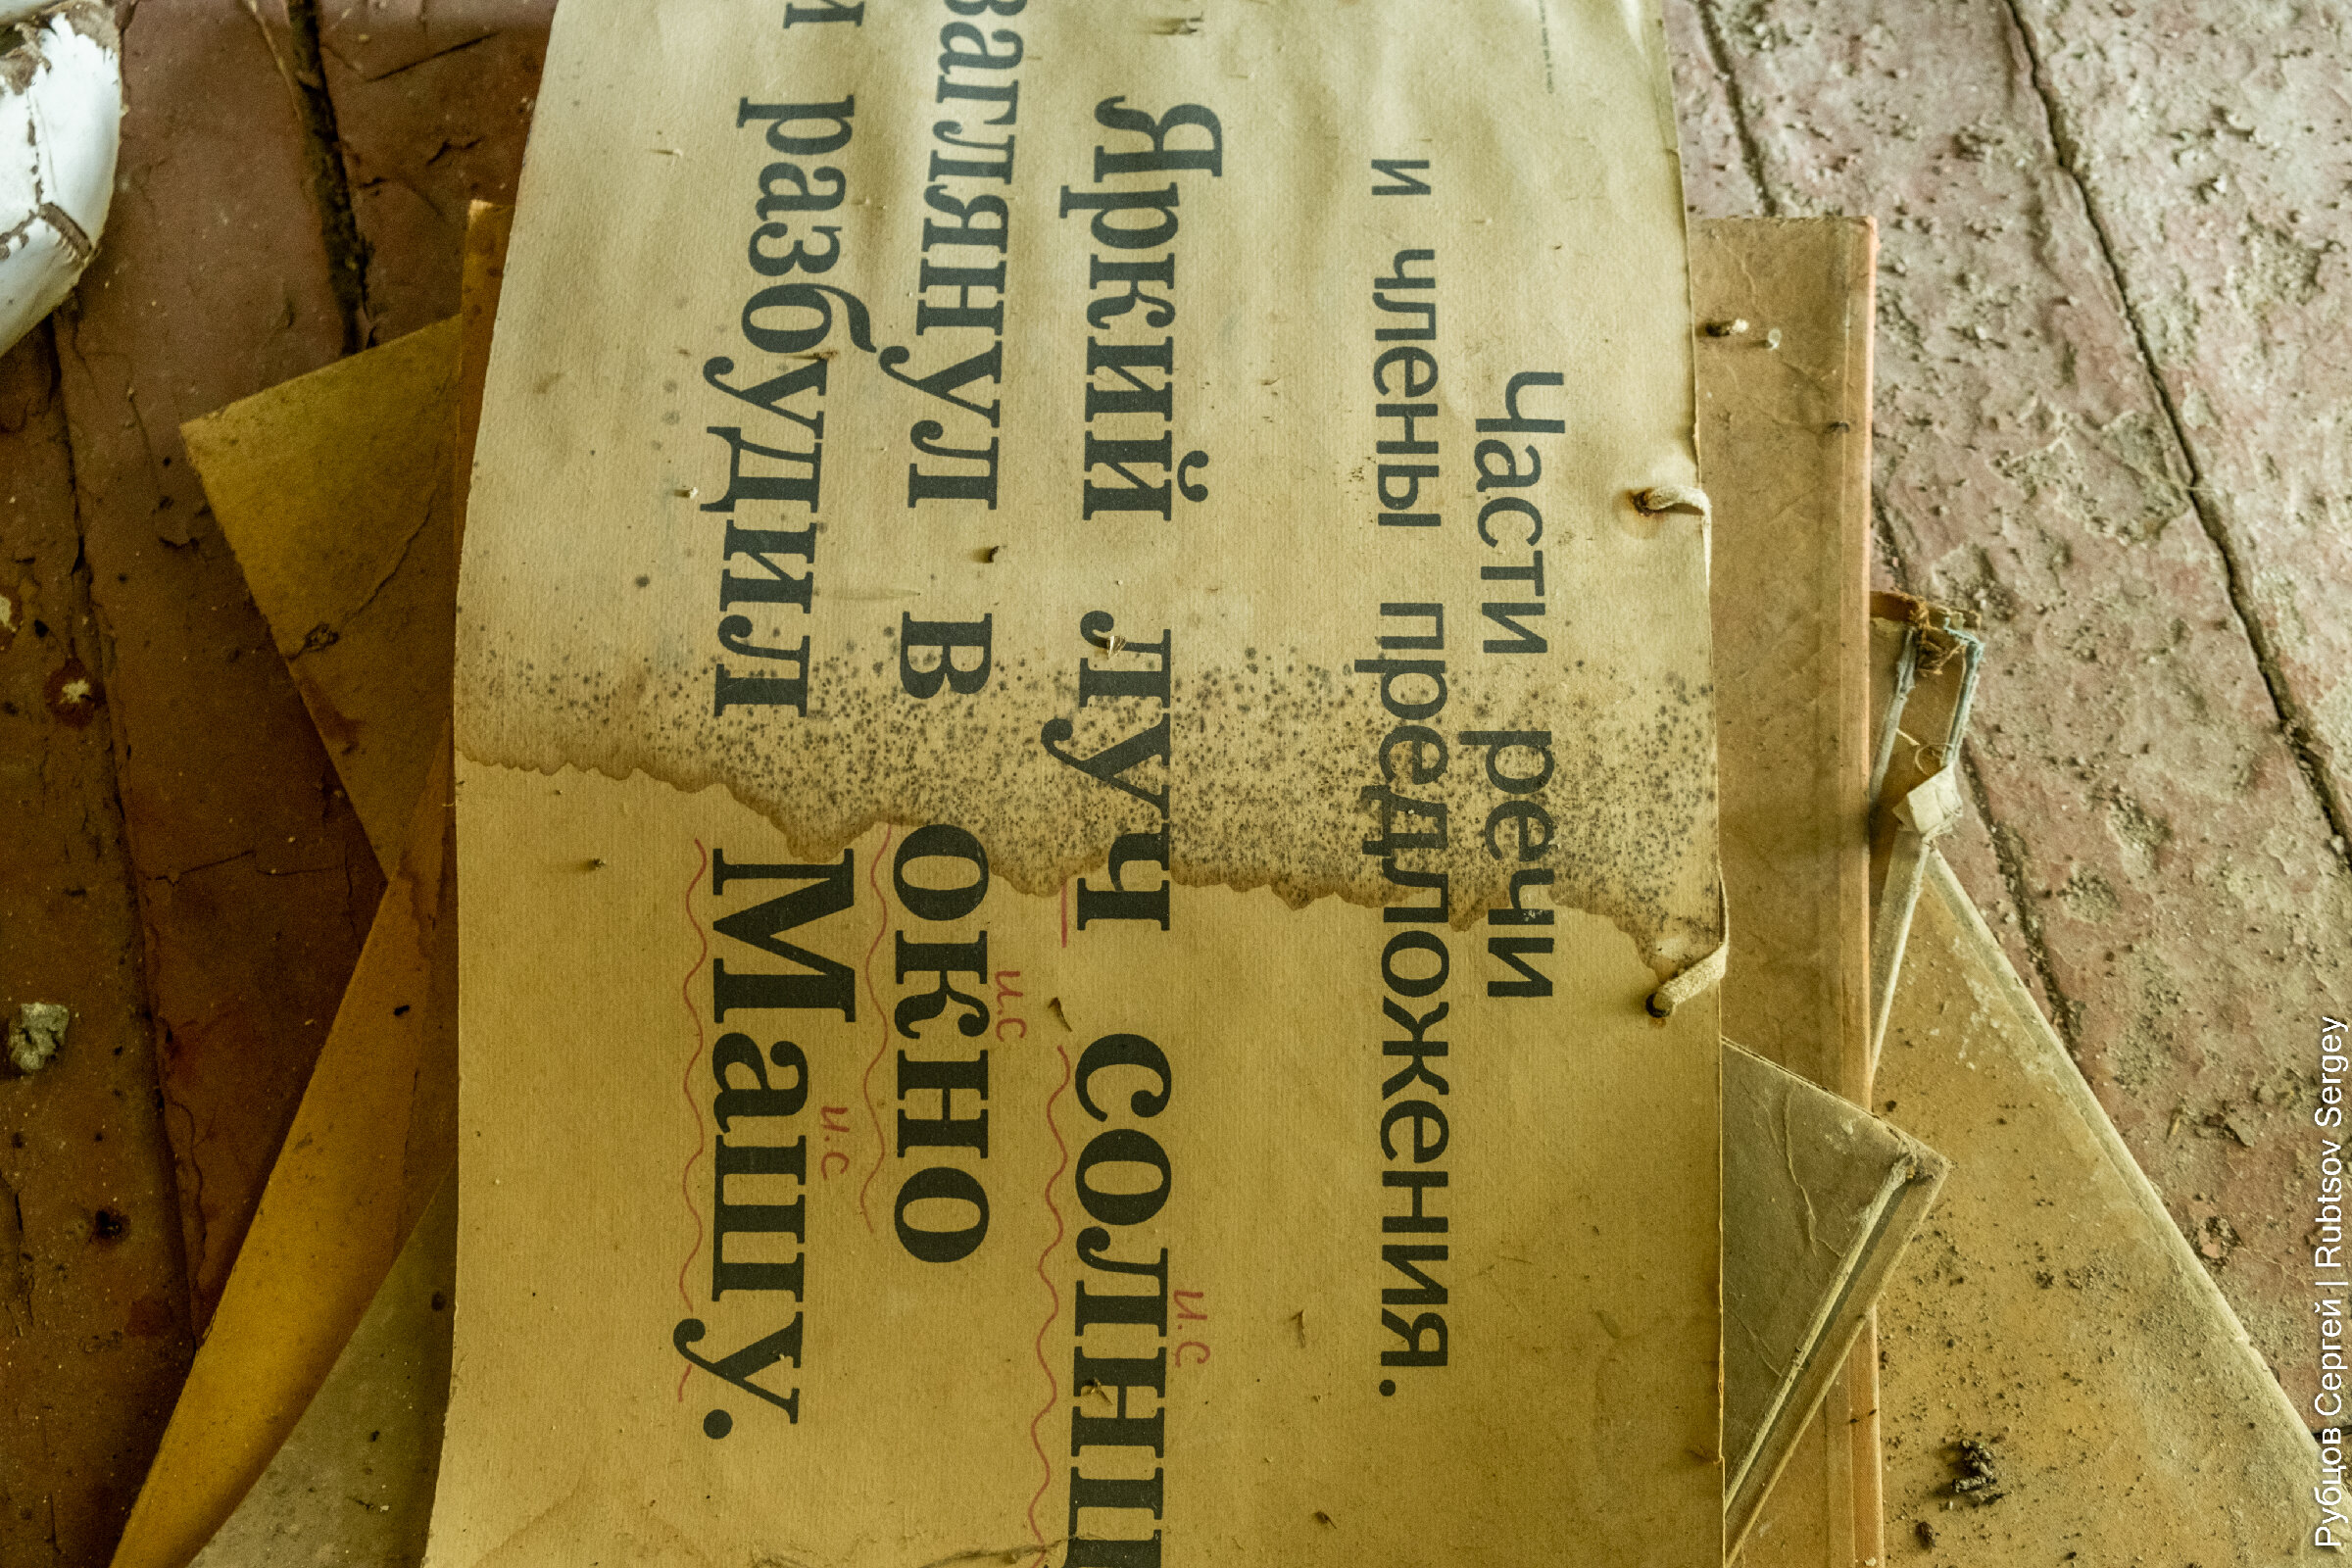 Части речи
и члены предложения.
Яркий луч солнц
и.с
заглянул в окно
и.с
и разбудил Машу.
и.с
Рубцов Сергей || Rubtsov Sergey